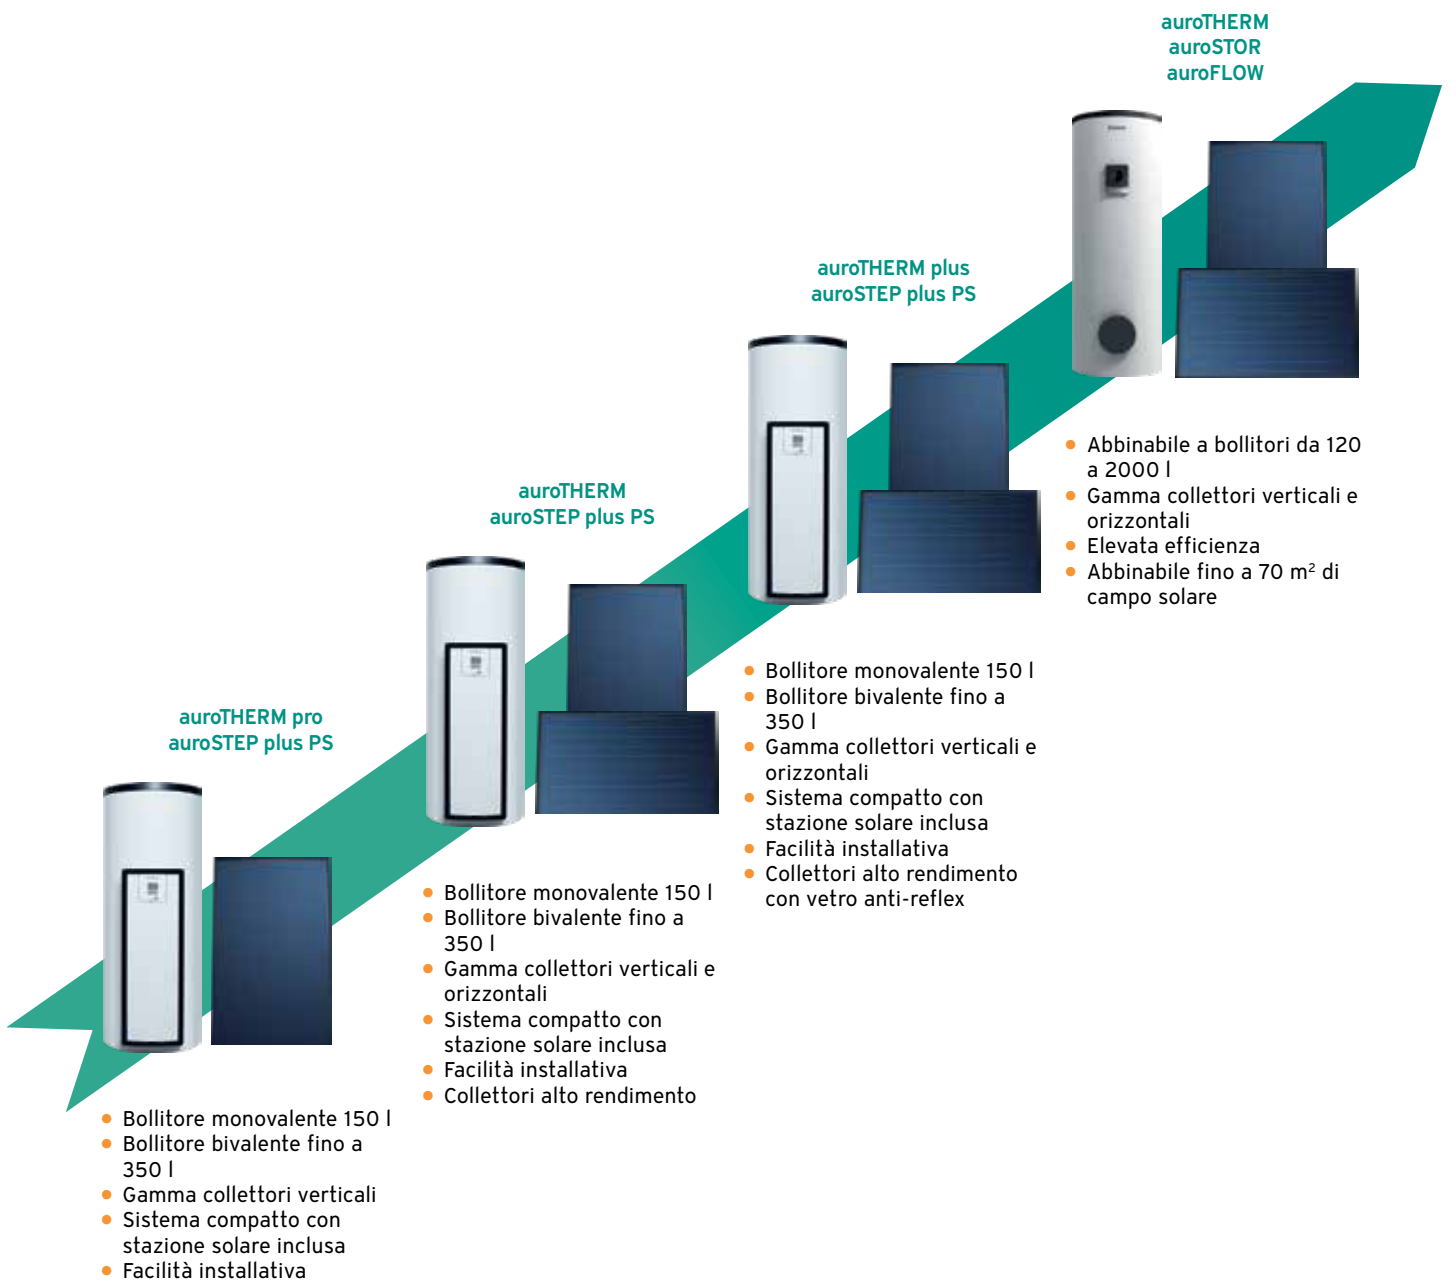 auroTHERM
auroSTOR
auroFLOW
auroTHERM plus
auroSTEP plus PS
auroTHERM
auroSTEP plus PS
auroTHERM pro
auroSTEP plus PS
• Abbinabile a bollitori da 120
a 2000 l
• Gamma collettori verticali e
orizzontali
• Elevata efficienza
• Abbinabile fino a 70 m² di
campo solare
• Bollitore monovalente 150 l
• Bollitore bivalente fino a
350 l
• Gamma collettori verticali e
orizzontali
• Sistema compatto con
stazione solare inclusa
• Facilità installativa
• Collettori alto rendimento
con vetro anti-reflex
• Bollitore monovalente 150 l
• Bollitore bivalente fino a
350 l
• Gamma collettori verticali e
orizzontali
• Sistema compatto con
stazione solare inclusa
• Facilità installativa
• Collettori alto rendimento
• Bollitore monovalente 150 l
• Bollitore bivalente fino a
350 l
• Gamma collettori verticali
• Sistema compatto con
stazione solare inclusa
• Facilità installativa